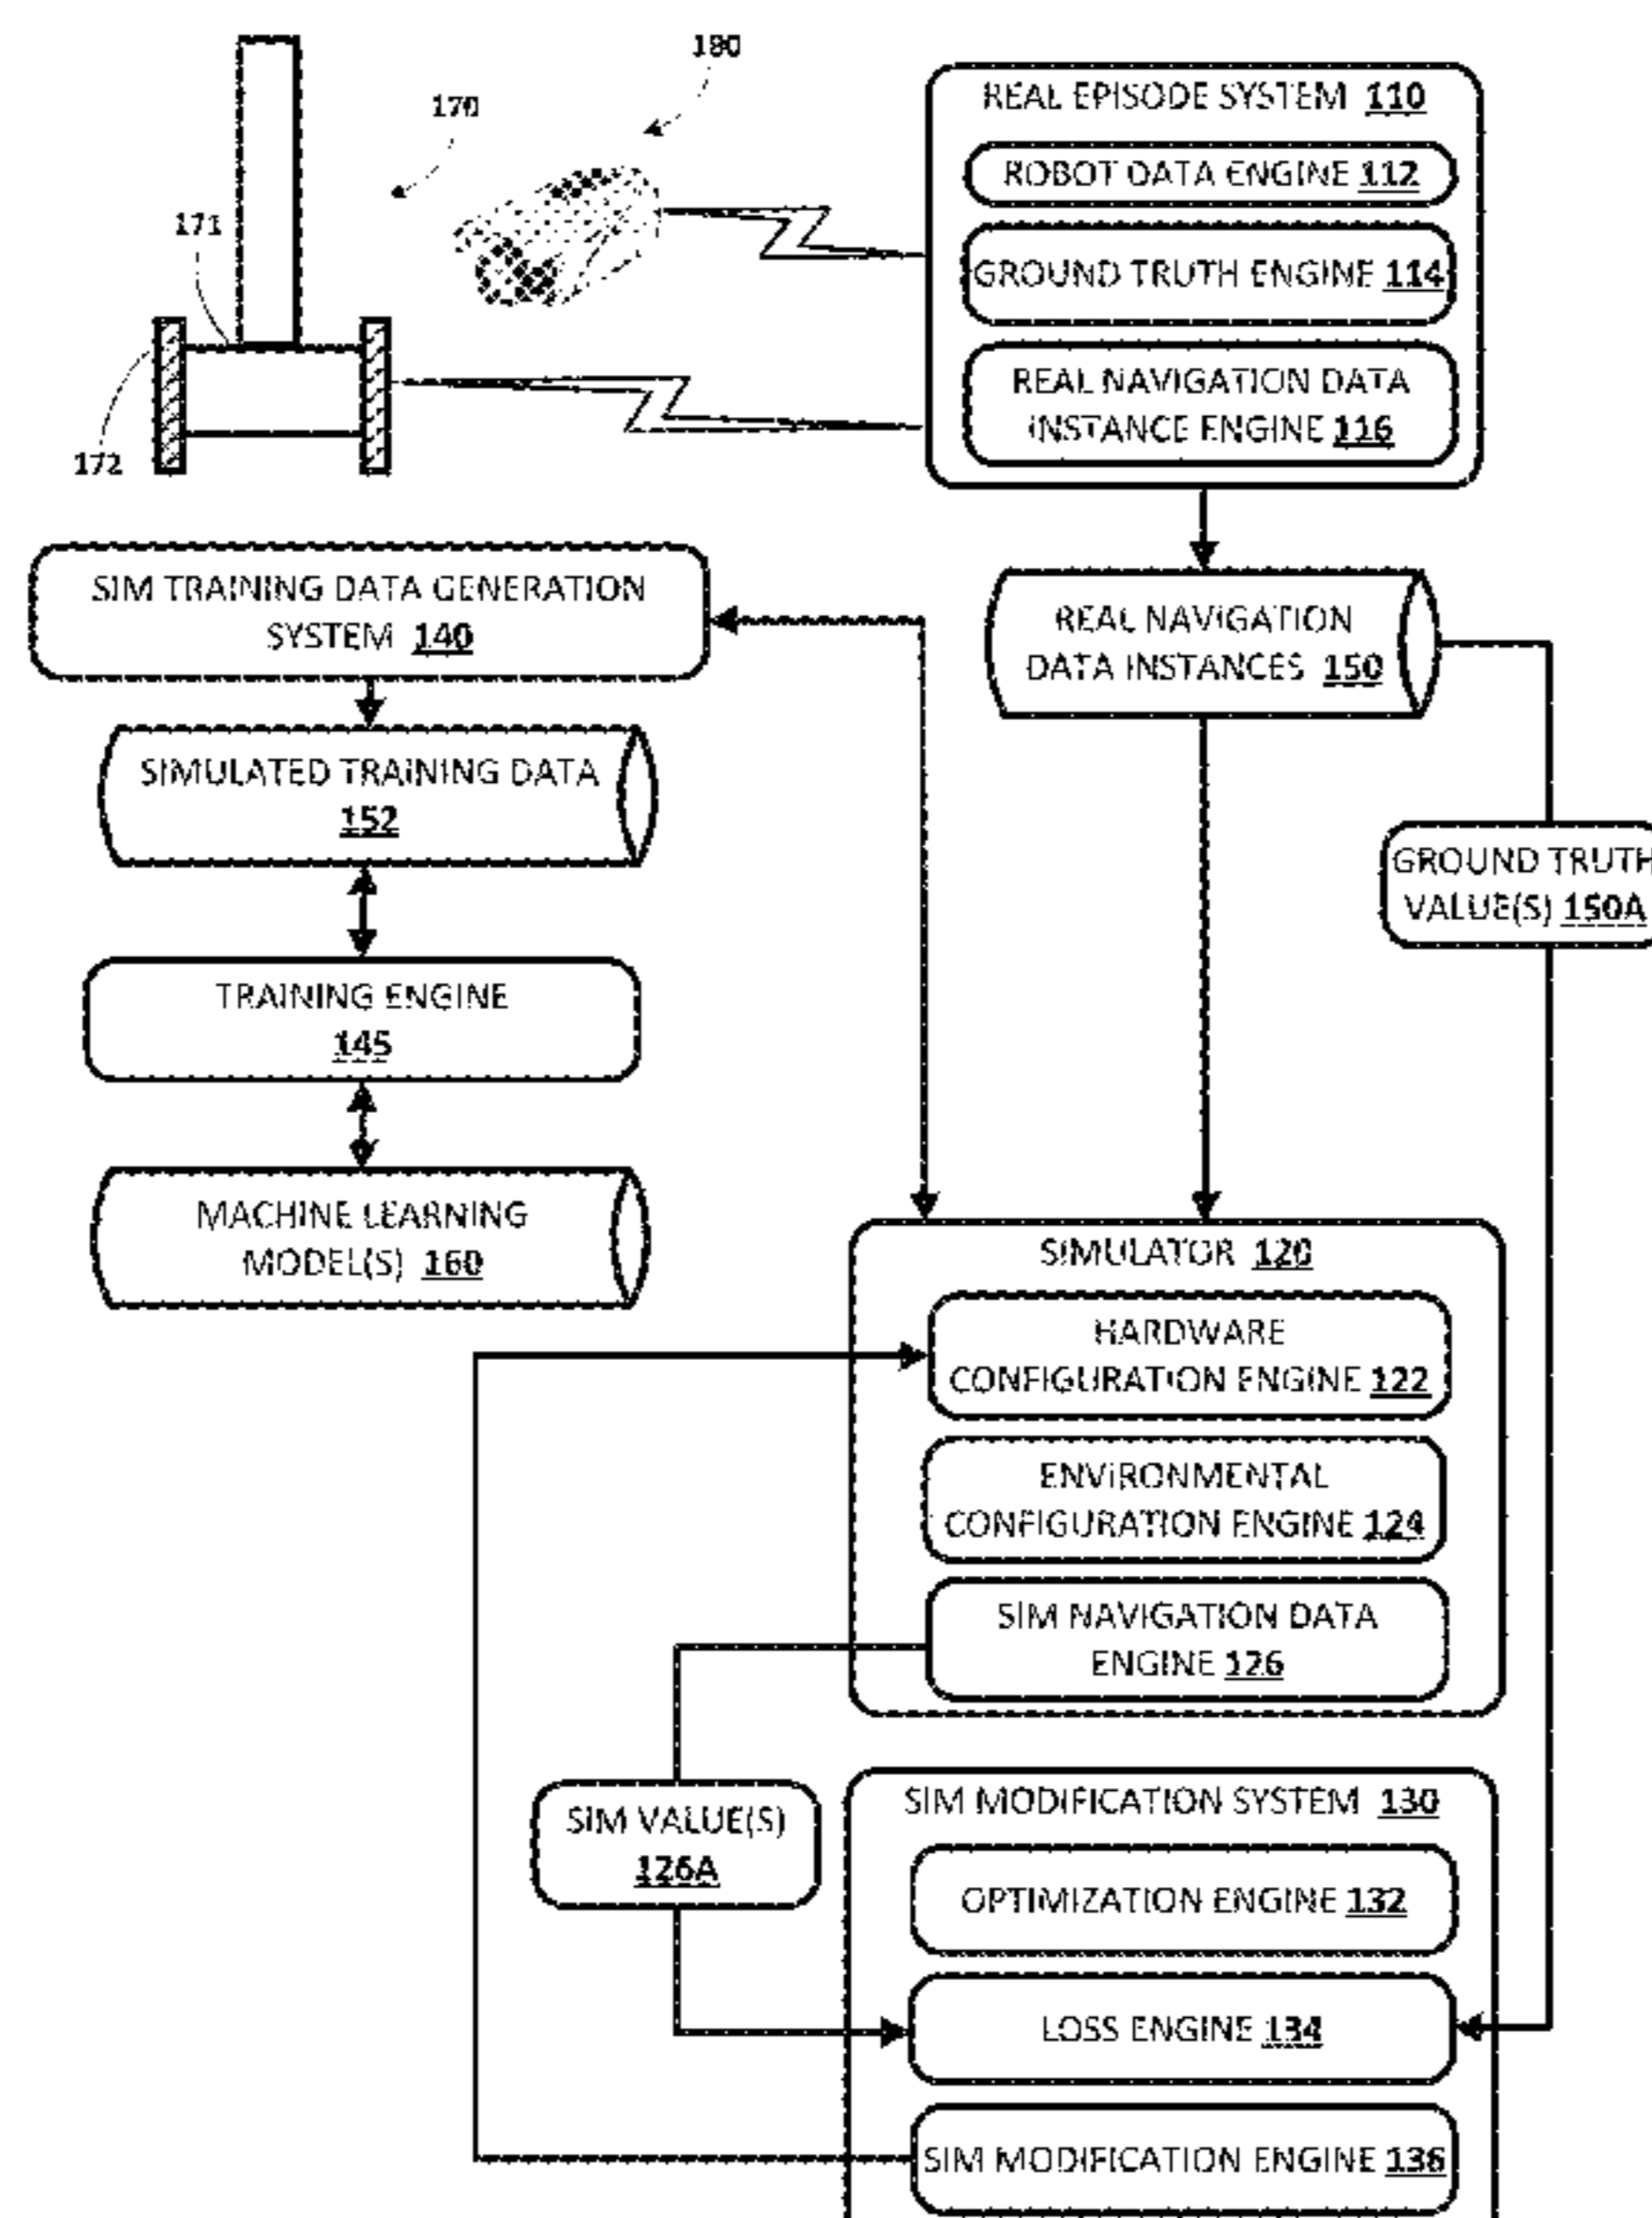 180
170
171
172
REAL EPISODE SYSTEM 110
ROBOT DATA ENGINE 112
GROUND TRUTH ENGINE 114
REAL NAVIGATION DATA
INSTANCE ENGINE 116
SIM TRAINING DATA GENERATION
SYSTEM 140
REAL NAVIGATION
DATA INSTANCES 150
SIMULATED TRAINING DATA
152
GROUND TRUTH
VALUE(S) 150A
TRAINING ENGINE
145
MACHINE LEARNING
MODEL(S) 160
SIMULATOR 120
HARDWARE
CONFIGURATION ENGINE 122
ENVIRONMENTAL
CONFIGURATION ENGINE 124
SIM NAVIGATION DATA
ENGINE 126
SIM VALUE(S)
126A
SIM MODIFICATION SYSTEM 130
OPTIMIZATION ENGINE 132
LOSS ENGINE 134
SIM MODIFICATION ENGINE 136